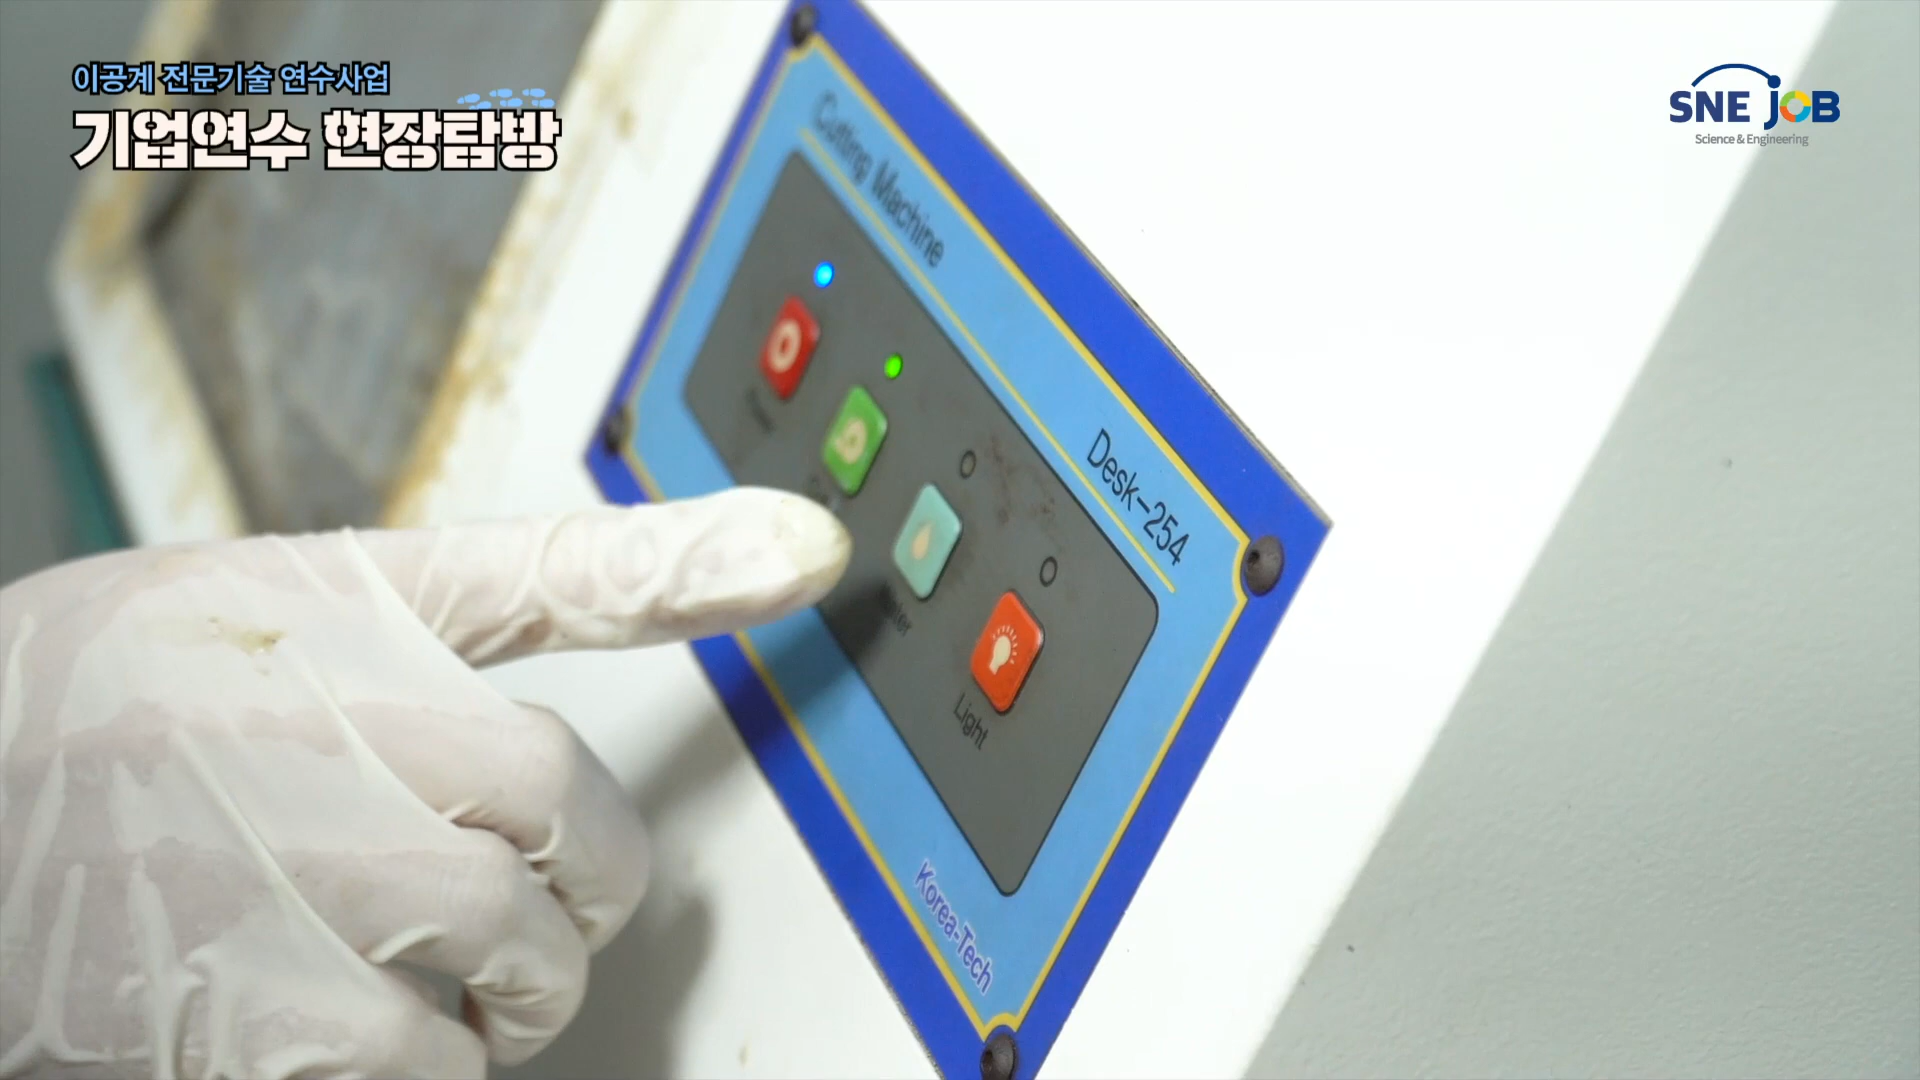 이공계 전문기술 연수사업
기업연수 현장탐방
SNE JOB
Science & Engineering
Cutting Machine
Desk-254
Light
Korea-Tech